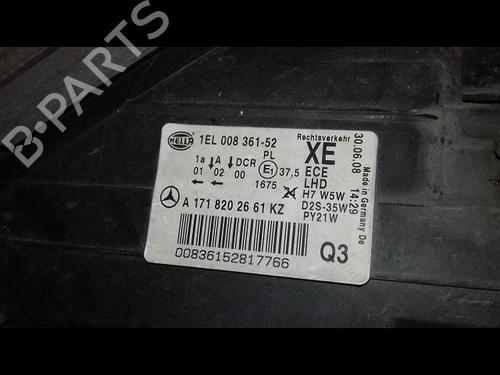 B-PARTS
HELLA
1EL 008 361-52
Rechtsverkehr
XE
30.06.08 14:29
Made in Germany De
1a A DCR PL
01 02 00 E1 37,5
1675
ECE
LHD
24 H7 W5W
D2S-35W
PY21W
A 171 820 26 61 KZ
00836152817766
Q3